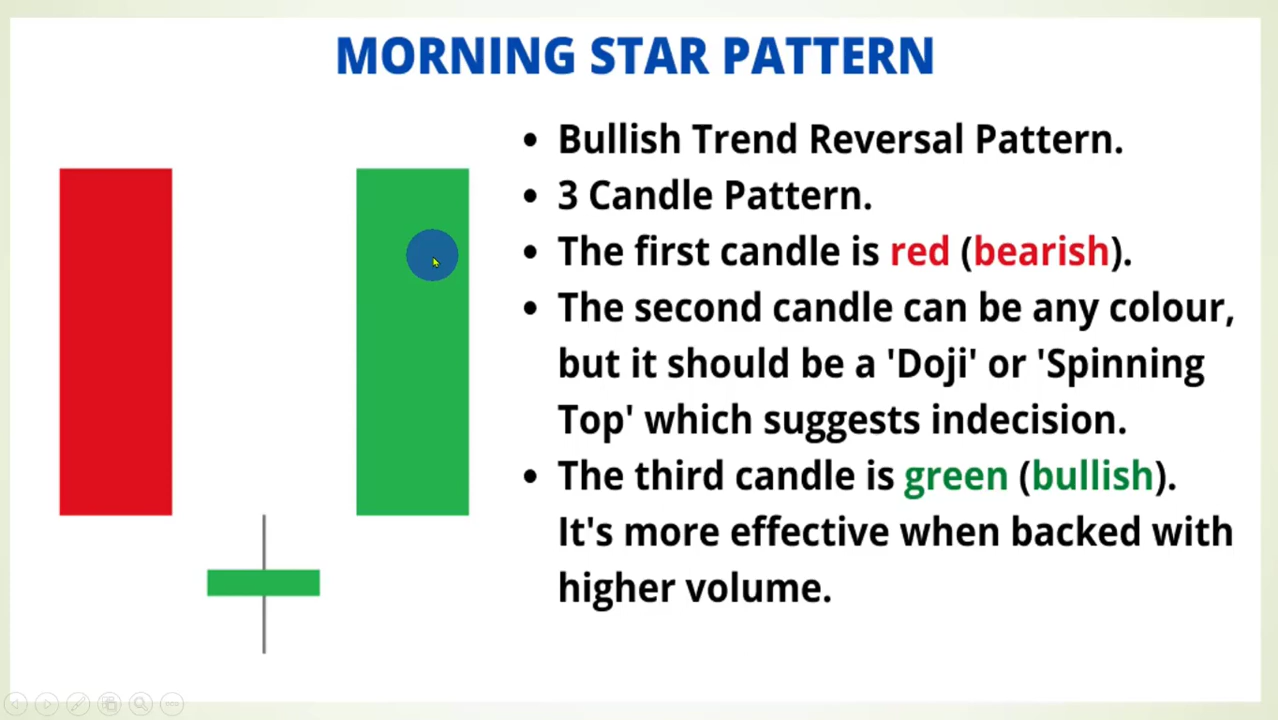 MORNING STAR PATTERN
• Bullish Trend Reversal Pattern.
• 3 Candle Pattern.
• The first candle is red (bearish).
• The second candle can be any colour,
but it should be a 'Doji' or 'Spinning
Top' which suggests indecision.
• The third candle is green (bullish).
It's more effective when backed with
higher volume.